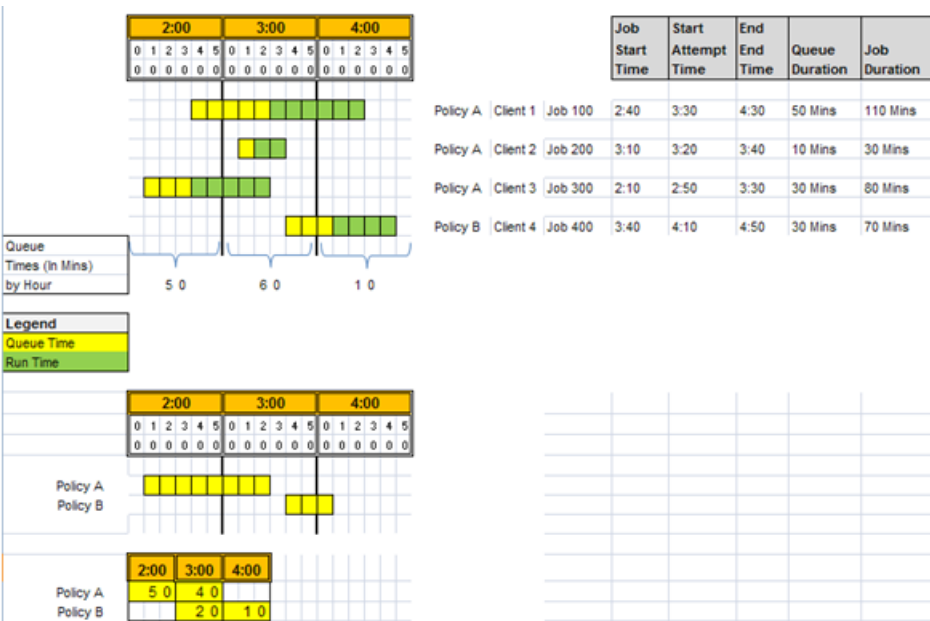 2:00 3:00 4:00
0 1 2 3 4 5 0 1 2 3 4 5 0 1 2 3 4 5
0 0 0 0 0 0 0 0 0 0 0 0 0 0 0 0 0 0
Job Start End
Start Attempt End Queue Job
Time Time Time Duration Duration
Policy A Client 1 Job 100 2:40 3:30 4:30 50 Mins 110 Mins
Policy A Client 2 Job 200 3:10 3:20 3:40 10 Mins 30 Mins
Policy A Client 3 Job 300 2:10 2:50 3:30 30 Mins 80 Mins
Policy B Client 4 Job 400 3:40 4:10 4:50 30 Mins 70 Mins
Queue
Times (In Mins)
by Hour 5 0 6 0 1 0
Legend
Queue Time
Run Time
2:00 3:00 4:00
0 1 2 3 4 5 0 1 2 3 4 5 0 1 2 3 4 5
0 0 0 0 0 0 0 0 0 0 0 0 0 0 0 0 0 0
Policy A
Policy B
2:00 3:00 4:00
Policy A 5 0 4 0
Policy B 2 0 1 0